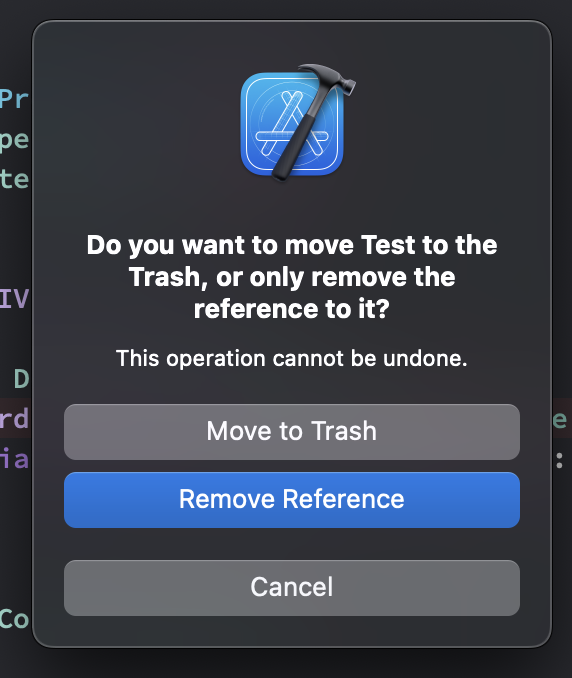 Pr
pe
te
Do you want to move Test to the
Trash, or only remove the
reference to it?
IV
This operation cannot be undone.
D
rd
e
ia
:
Move to Trash
Remove Reference
Cancel
Co